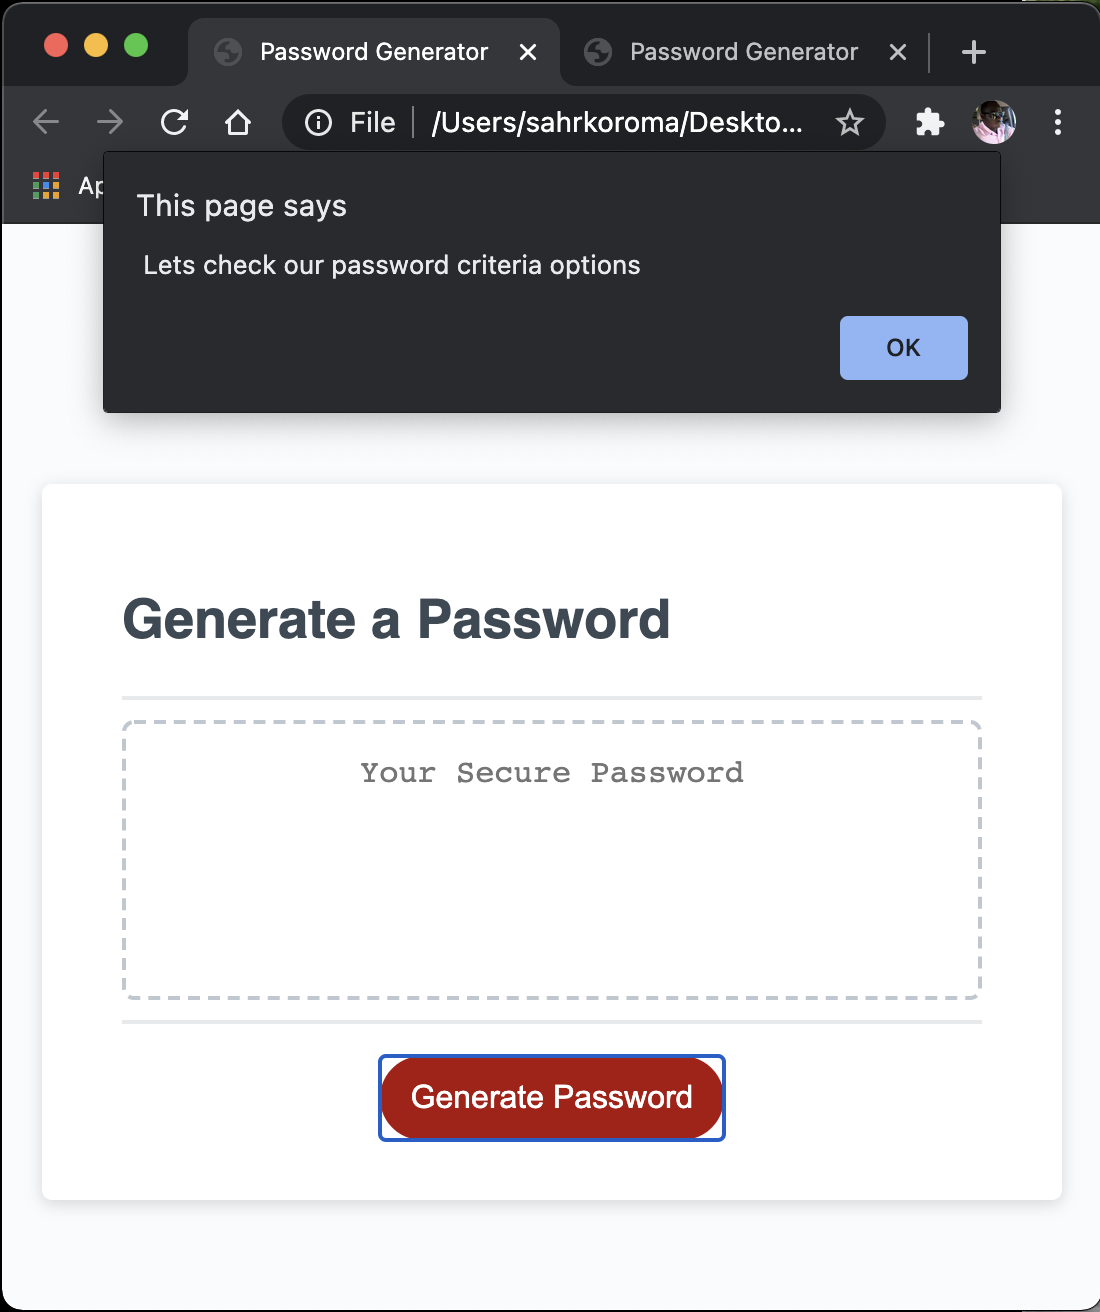 Password Generator
Password Generator
File
/Users/sahrkoroma/Deskto...
Ap
This page says
Lets check our password criteria options
OK
Generate a Password
Your Secure Password
Generate Password